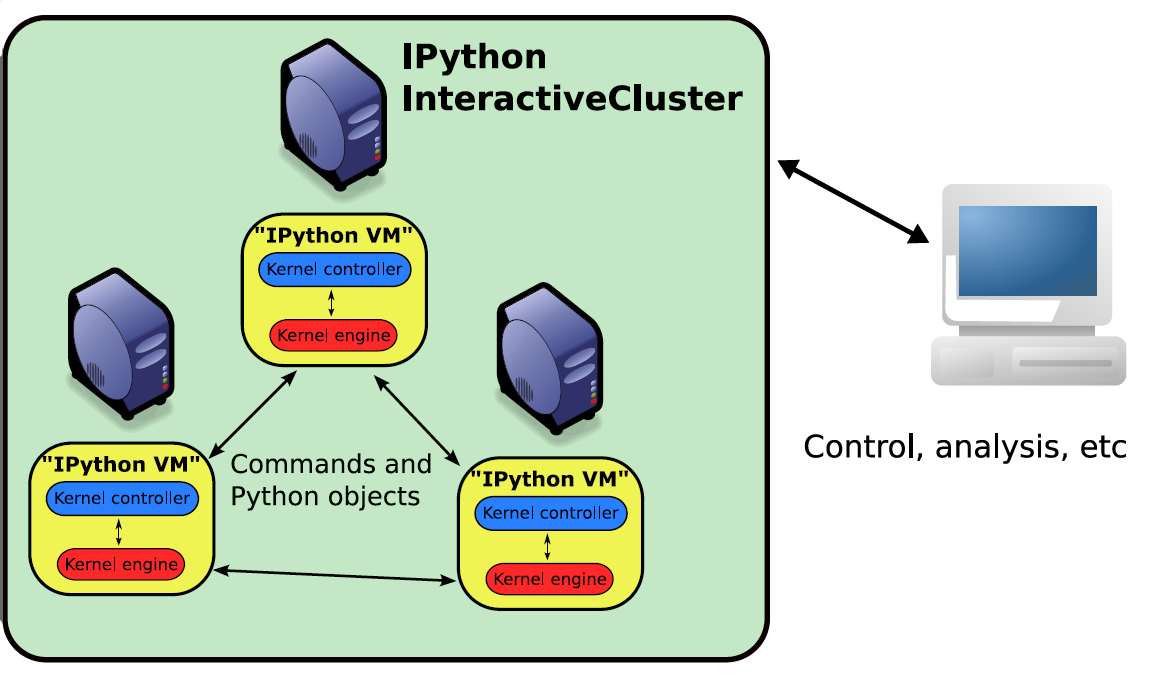 IPython
InteractiveCluster
"IPython VM"
Kernel controller
Kernel engine
"IPython VM"
Kernel controller
Kernel engine
Commands and
Python objects
"IPython VM"
Kernel controller
Kernel engine
Control, analysis, etc